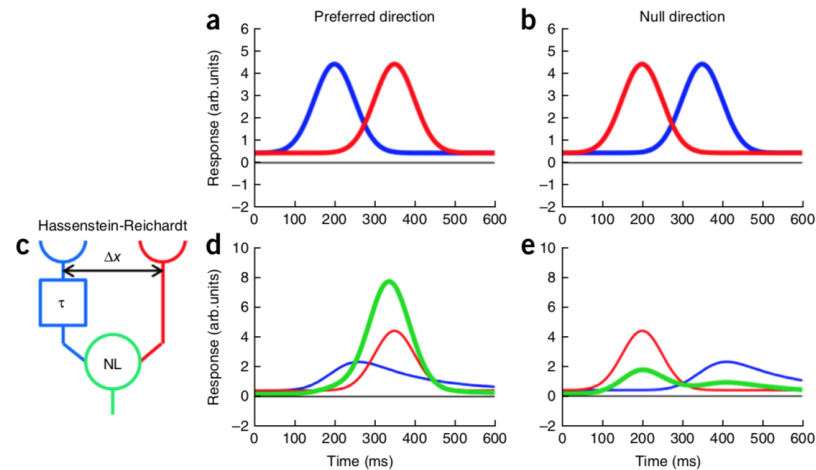 a
Preferred direction
Response (arb.units)
6
5
4
3
2
1
0
−1
−2
0 100 200 300 400 500 600
b
Null direction
6
5
4
3
2
1
0
−1
−2
0 100 200 300 400 500 600
Hassenstein-Reichardt
c
Δx
τ
NL
d
Response (arb.units)
10
8
6
4
2
0
−2
0 100 200 300 400 500 600
Time (ms)
e
10
8
6
4
2
0
−2
0 100 200 300 400 500 600
Time (ms)